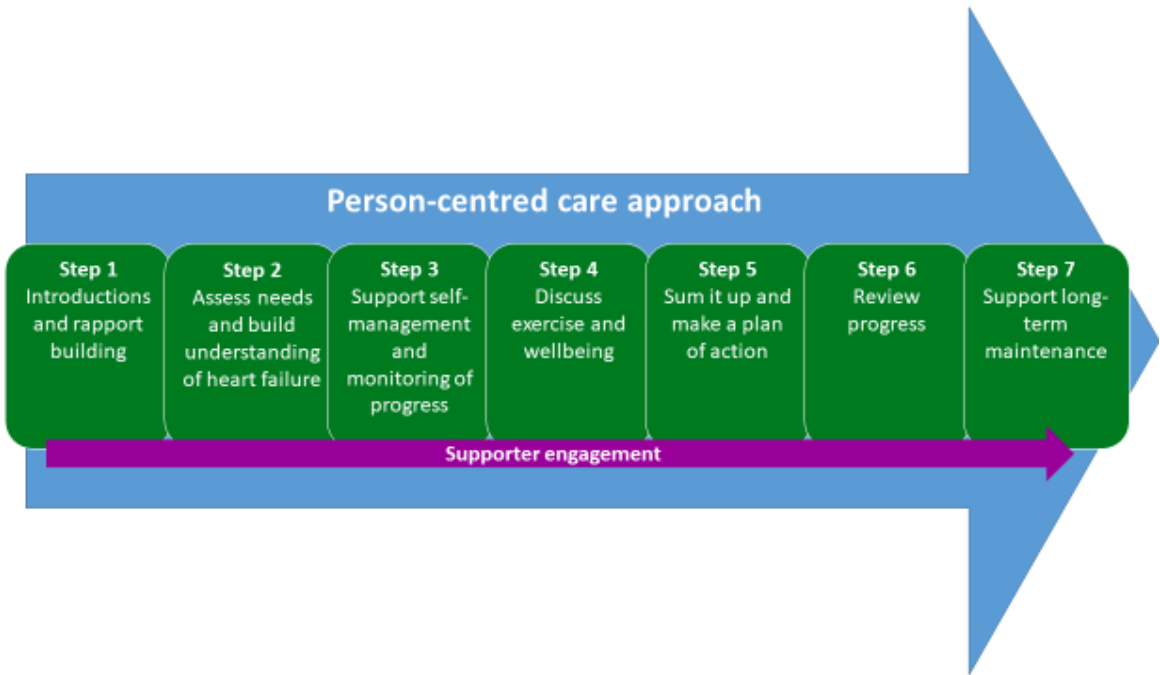 Person-centred care approach
Step 1
Introductions
and rapport
building
Step 2
Assess needs
and build
understanding
of heart failure
Step 3
Support self-
management
and
monitoring of
progress
Step 4
Discuss
exercise and
wellbeing
Step 5
Sum it up and
make a plan
of action
Step 6
Review
progress
Step 7
Support long-
term
maintenance
Supporter engagement